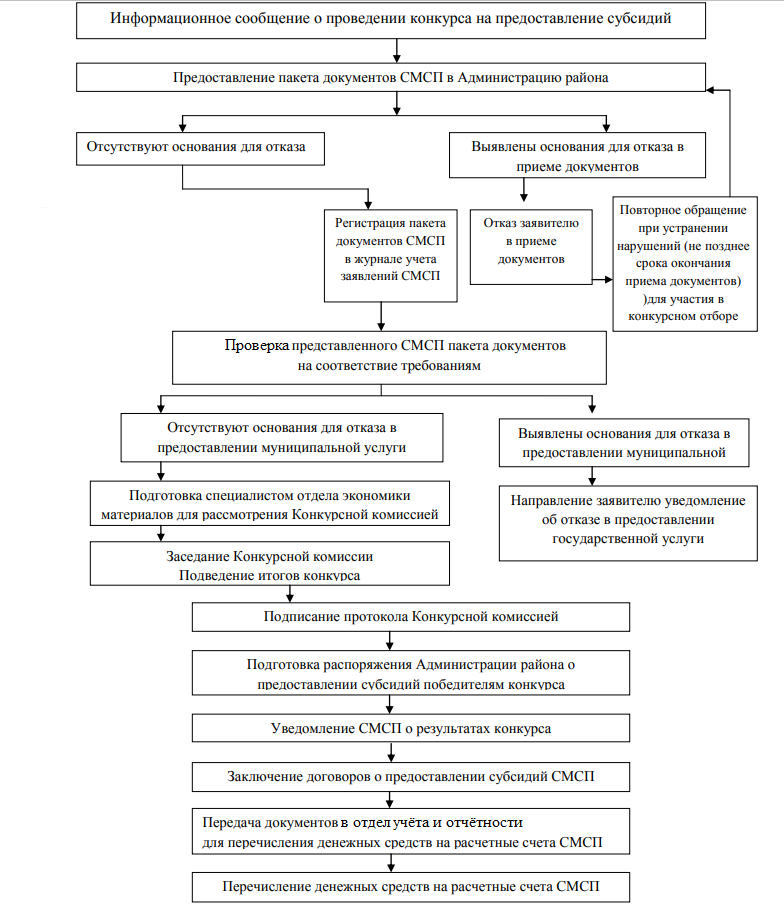 Информационное сообщение о проведении конкурса на предоставление субсидий
Предоставление пакета документов СМСП в Администрацию района
Отсутствуют основания для отказа
Выявлены основания для отказа в
приеме документов
Регистрация пакета
документов СМСП
в журнале учета
заявлений СМСП
Отказ заявителю
в приеме
документов
Повторное обращение
при устранении
нарушений (не позднее
срока окончания
приема документов)
)для участия в
конкурсном отборе
Проверка представленного СМСП пакета документов
на соответствие требованиям
Отсутствуют основания для отказа в
предоставлении муниципальной услуги
Выявлены основания для отказа в
предоставлении муниципальной
Подготовка специалистом отдела экономики
материалов для рассмотрения Конкурсной комиссией
Направление заявителю уведомление
об отказе в предоставлении
государственной услуги
Заседание Конкурсной комиссии
Подведение итогов конкурса
Подписание протокола Конкурсной комиссией
Подготовка распоряжения Администрации района о
предоставлении субсидий победителям конкурса
Уведомление СМСП о результатах конкурса
Заключение договоров о предоставлении субсидий СМСП
Передача документов в отдел учёта и отчётности
для перечисления денежных средств на расчетные счета СМСП
Перечисление денежных средств на расчетные счета СМСП